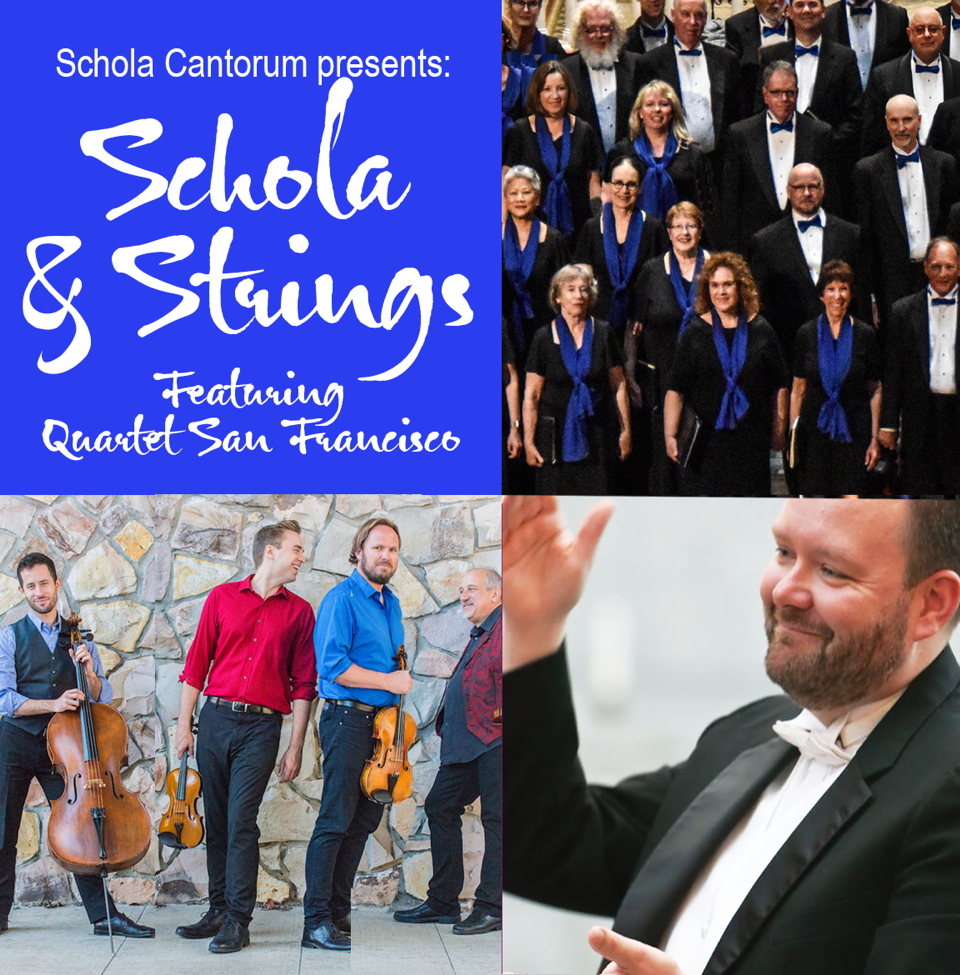 Schola Cantorum presents:
Schola
& Strings
Featuring
Quartet San Francisco